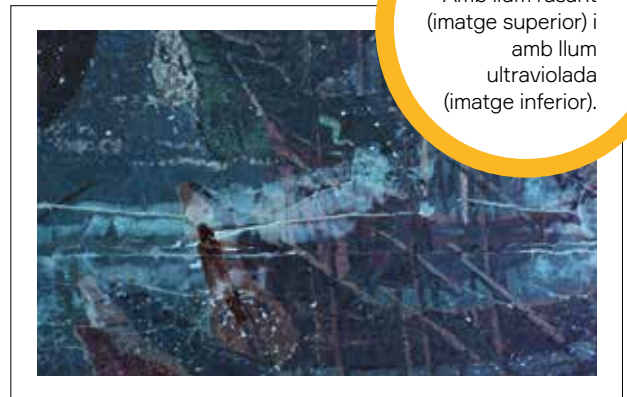 Amb llum rasant
(imatge superior) i
amb llum
ultraviolada
(imatge inferior).